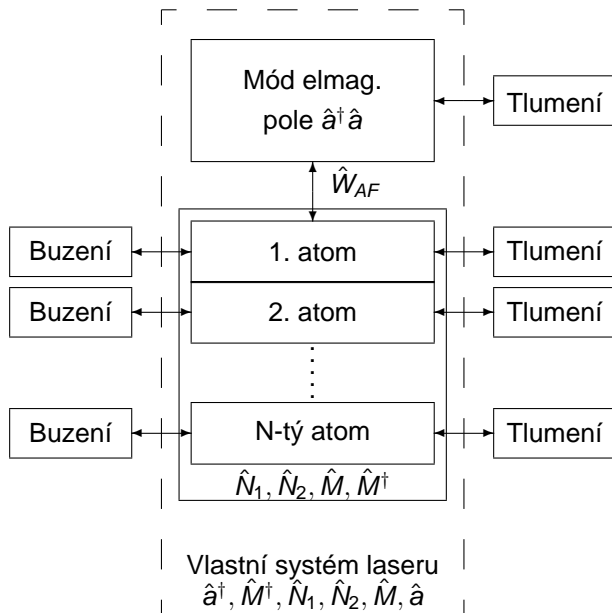 Mód elmag.
pole â†â
Tlumení
Ŵ_AF
Buzení
1. atom
Tlumení
Buzení
2. atom
Tlumení
Buzení
N-tý atom
Tlumení
N̂₁, N̂₂, M̂, M̂†
Vlastní systém laseru
â†, M̂†, N̂₁, N̂₂, M̂, â